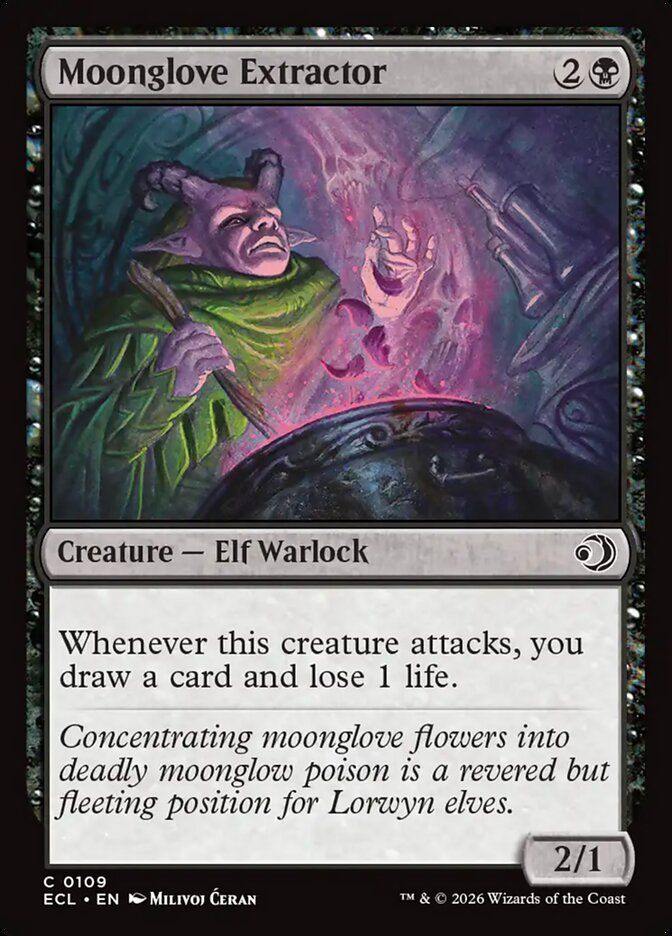 Moonglove Extractor 2
Creature — Elf Warlock
Whenever this creature attacks, you
draw a card and lose 1 life.
Concentrating moonglove flowers into
deadly moonglow poison is a revered but
fleeting position for Lorwyn elves.
2/1
C 0109
ECL • EN Milivoj Ćeran
™ & © 2026 Wizards of the Coast